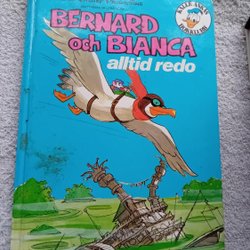 BERNARD
och BIANCA
alltid redo